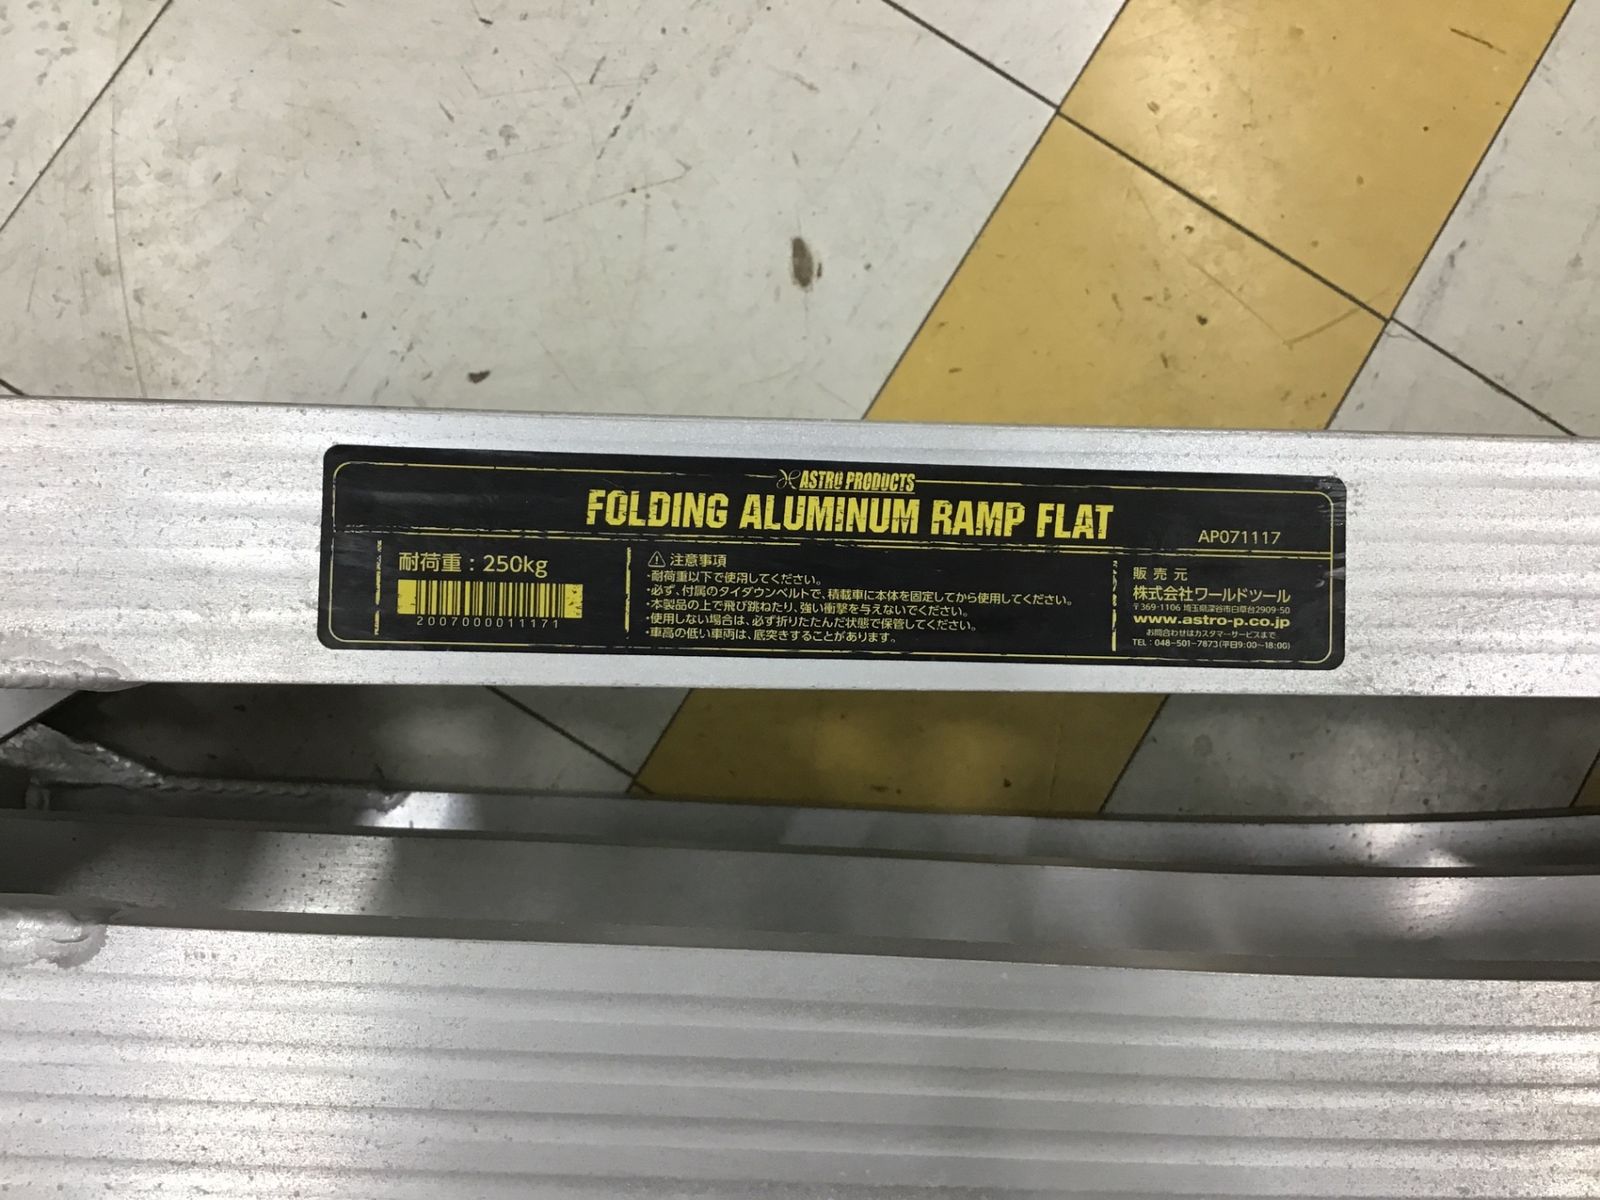 ASTRO PRODUCTS
FOLDING ALUMINUM RAMP FLAT
AP071117
耐荷重：250kg
2007000011171
注意事項
・耐荷重以下で使用してください。
・必ず、付属のタイダウンベルトで、積載車に本体を固定してから使用してください。
・本製品の上で飛び跳ねたり、強い衝撃を与えないでください。
・使用しない場合は、必ず折りたたんだ状態で保管してください。
・車高の低い車両は、底突きすることがあります。
販売元
株式会社ワールドツール
〒369-1106 埼玉県深谷市白草台2909-50
www.astro-p.co.jp
お問合わせはカスタマーサービスまで
TEL：048-501-7873(平日9:00〜18:00)